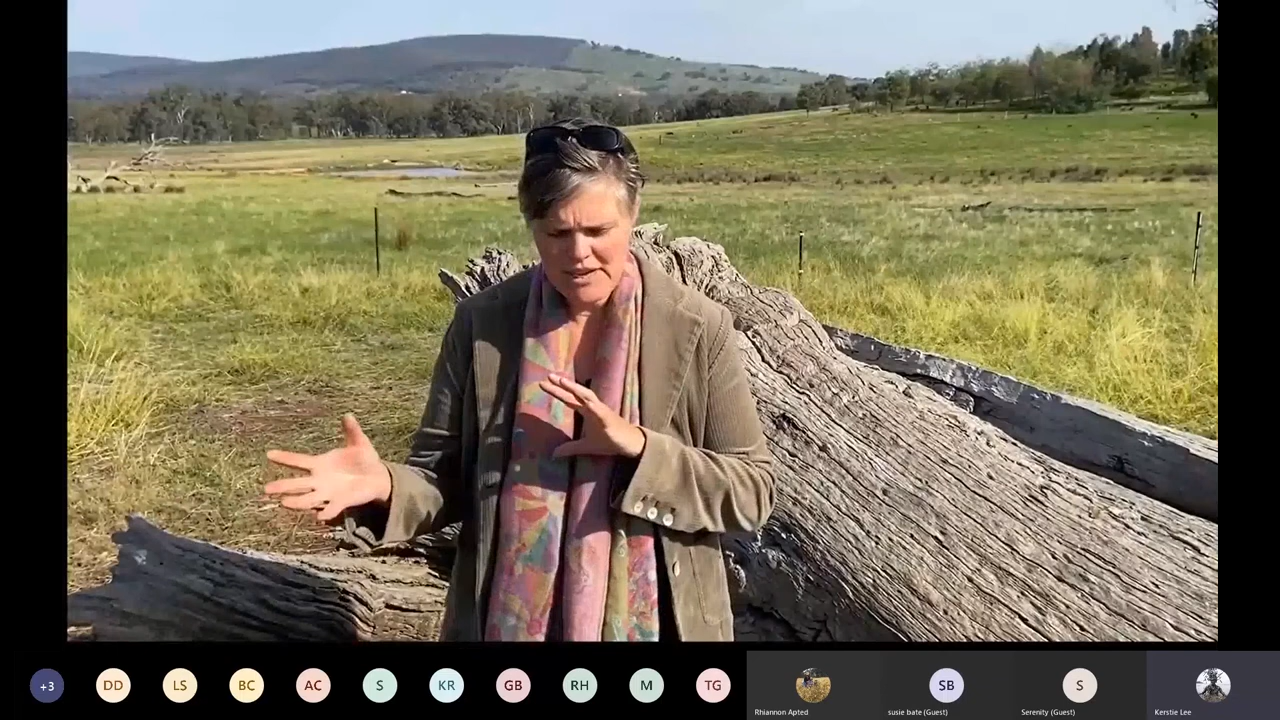 +3
DD
LS
BC
AC
S
KR
GB
RH
M
TG
SB
S
Rhiannon Apted
susie bate (Guest)
Serenity (Guest)
Kerstie Lee